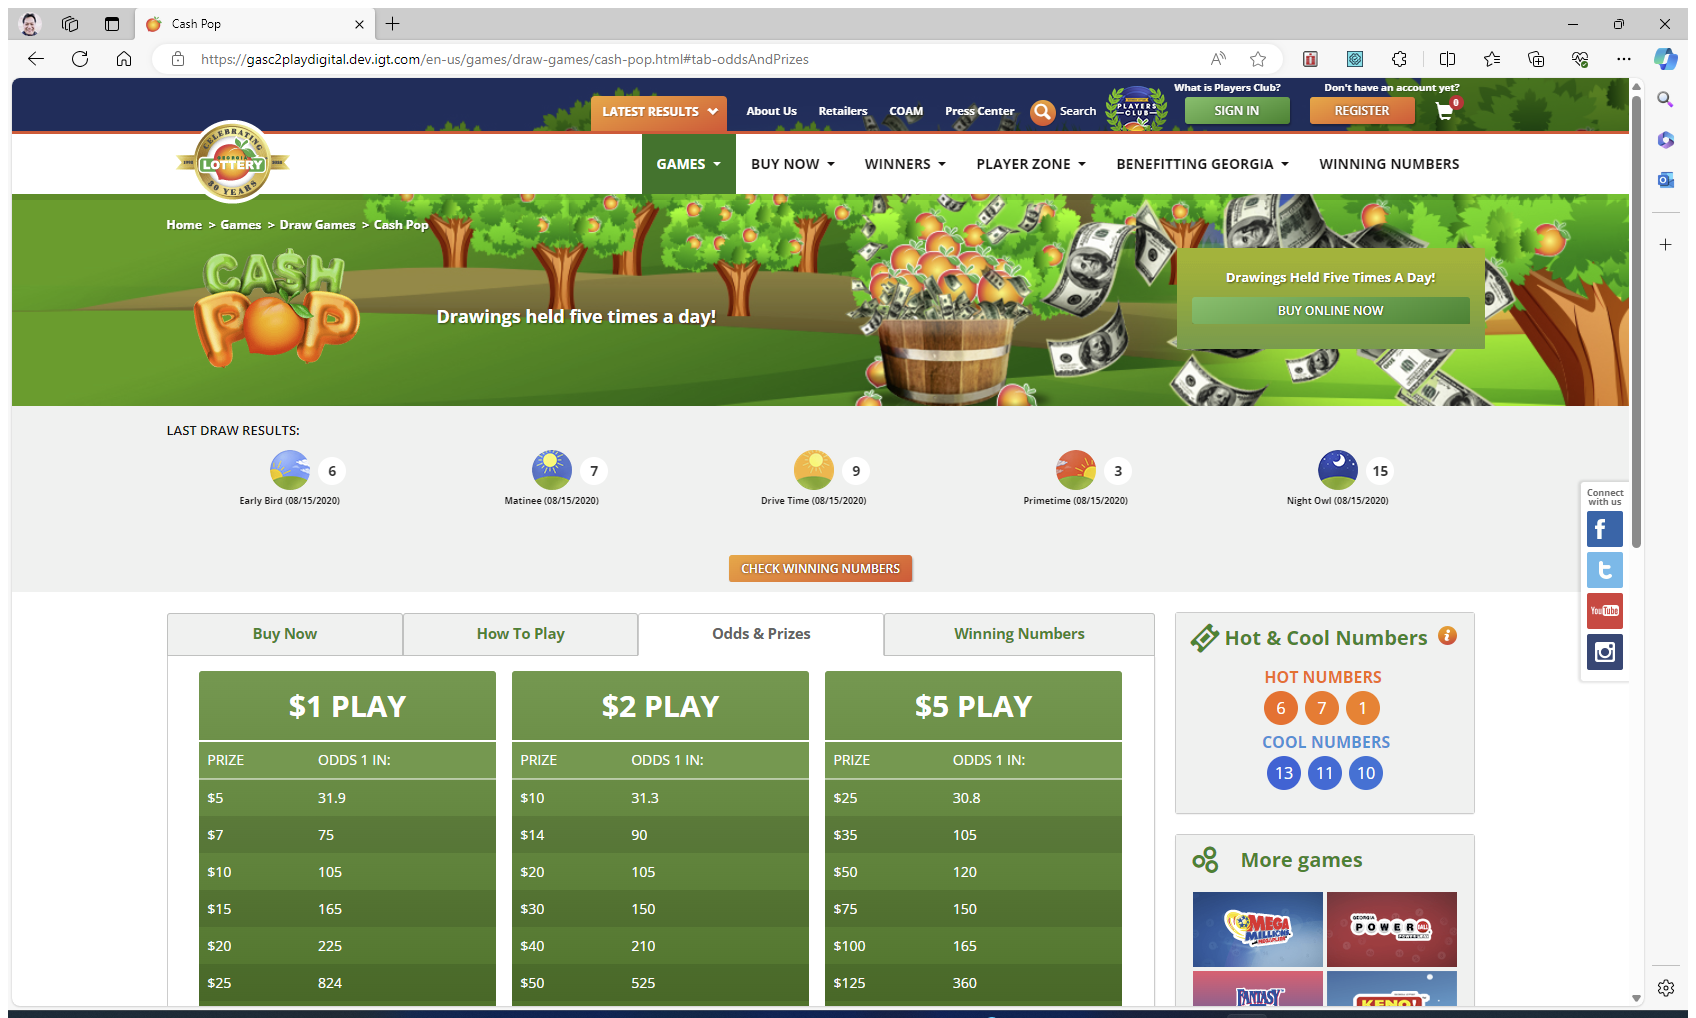 Cash Pop
https://gasc2playdigital.dev.igt.com/en-us/games/draw-games/cash-pop.html#tab-oddsAndPrizes
What is Players Club?
Don't have an account yet?
LATEST RESULTS
About Us
Retailers
COAM
Press Center
Search
PLAYERS
CLUB
SIGN IN
REGISTER
0
CELEBRATING
GEORGIA
LOTTERY
30 YEARS
GAMES
BUY NOW
WINNERS
PLAYER ZONE
BENEFITTING GEORGIA
WINNING NUMBERS
Home > Games > Draw Games > Cash Pop
CA$H
POP
Drawings held five times a day!
Drawings Held Five Times A Day!
BUY ONLINE NOW
LAST DRAW RESULTS:
6
7
9
3
15
Early Bird (08/15/2020)
Matinee (08/15/2020)
Drive Time (08/15/2020)
Primetime (08/15/2020)
Night Owl (08/15/2020)
Connect
with us
f
t
YouTube
CHECK WINNING NUMBERS
Buy Now
How To Play
Odds & Prizes
Winning Numbers
$1 PLAY
PRIZE ODDS 1 IN:
$5 31.9
$7 75
$10 105
$15 165
$20 225
$25 824
$2 PLAY
PRIZE ODDS 1 IN:
$10 31.3
$14 90
$20 105
$30 150
$40 210
$50 525
$5 PLAY
PRIZE ODDS 1 IN:
$25 30.8
$35 105
$50 120
$75 150
$100 165
$125 360
Hot & Cool Numbers
i
HOT NUMBERS
6 7 1
COOL NUMBERS
13 11 10
More games
MEGA
MILLIONS
GEORGIA
POWERBALL
FANTASY
KENO!